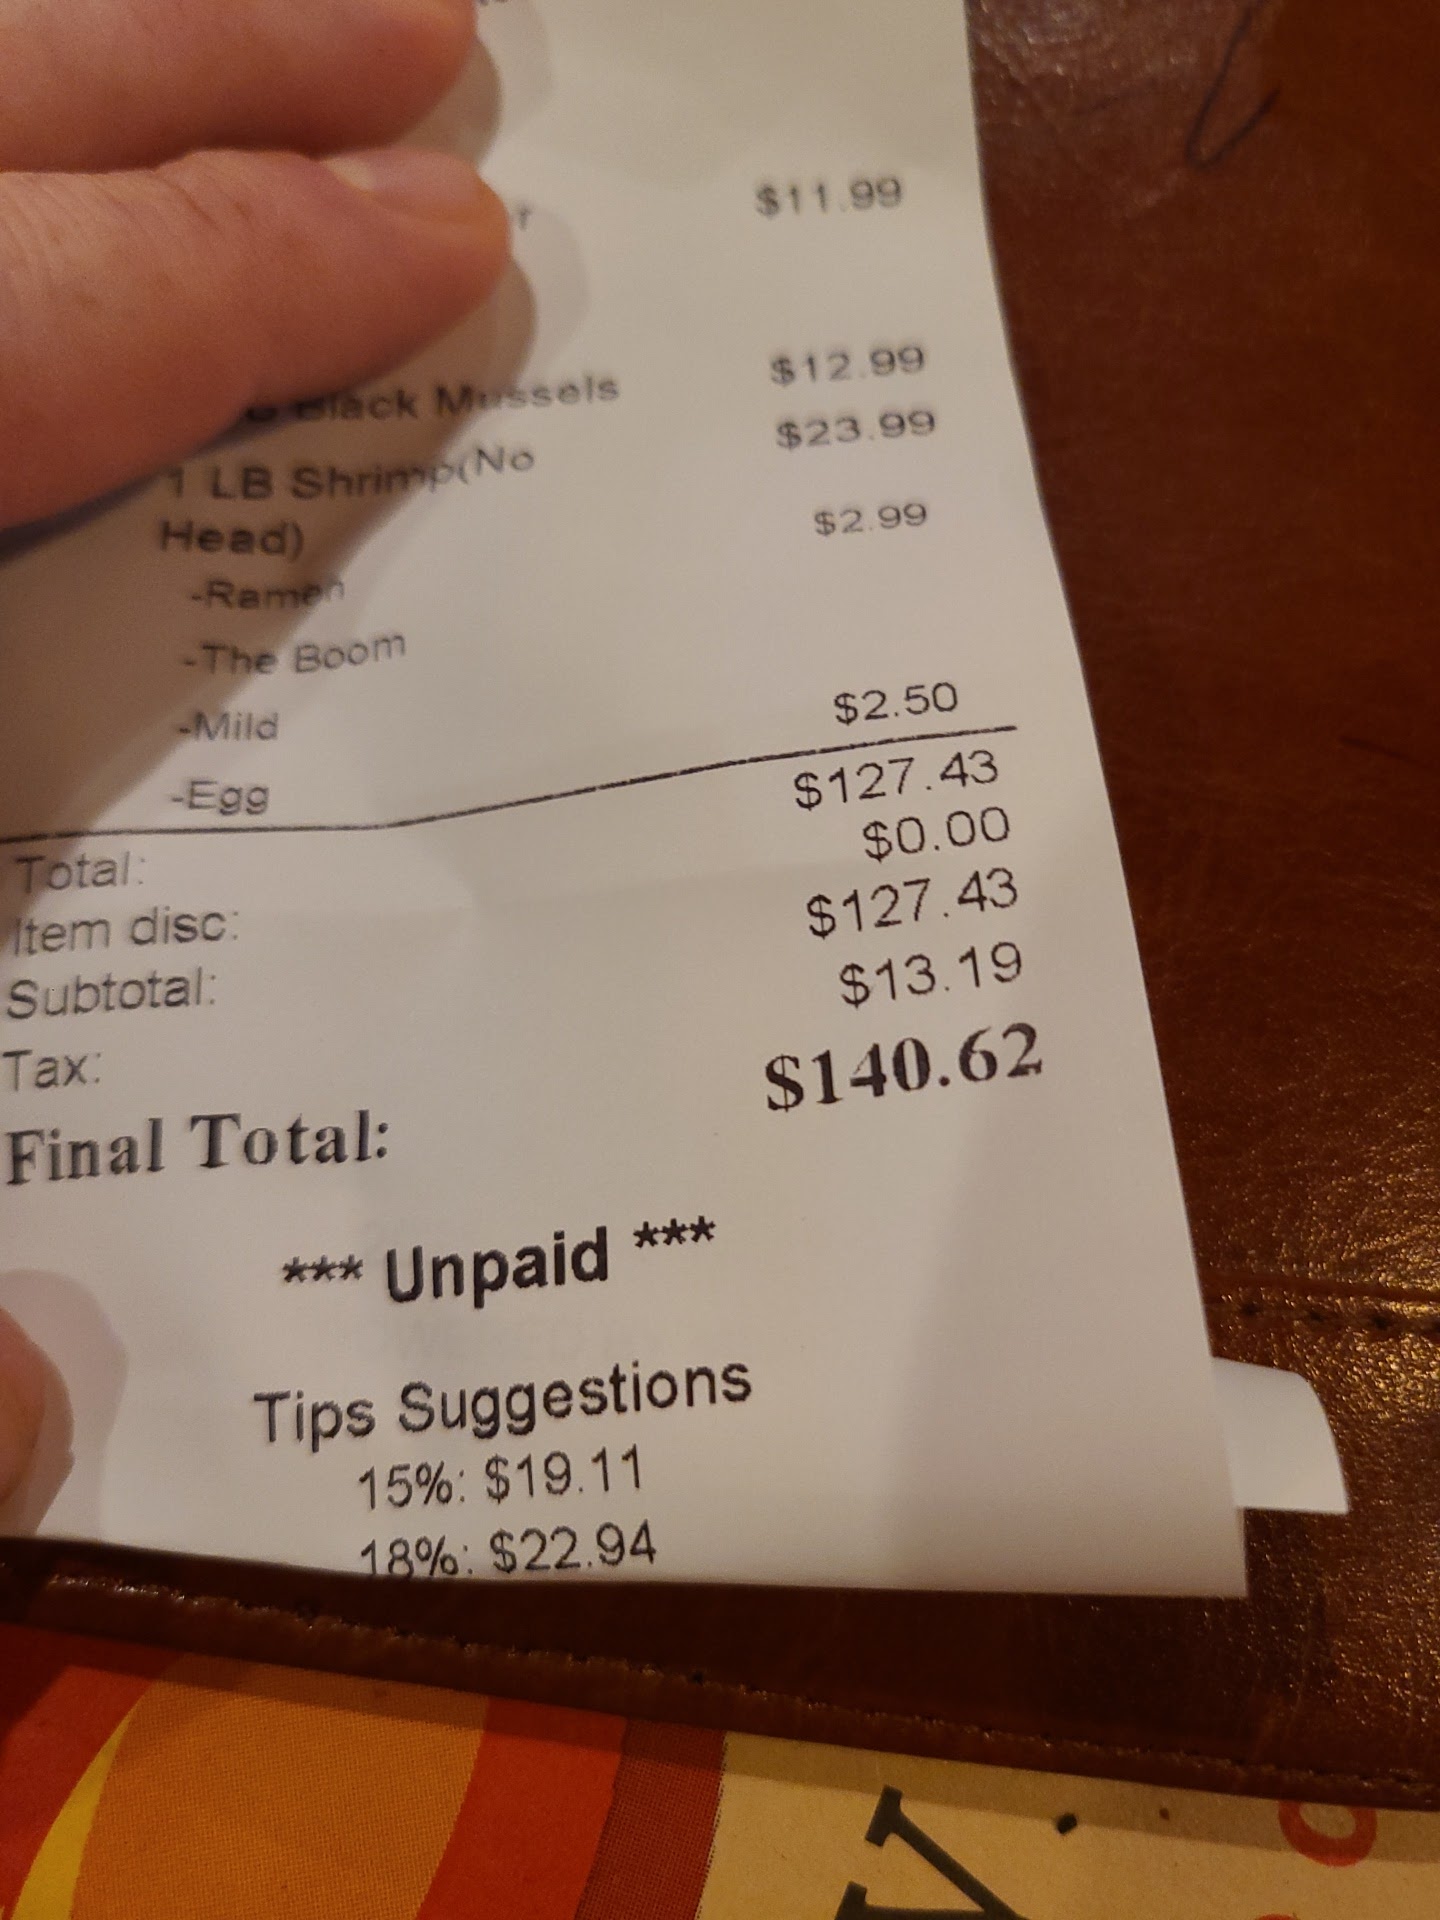 $11.99
Black Mussels $12.99
1 LB Shrimp(No $23.99
Head)
-Ramen $2.99
-The Boom
-Mild
-Egg $2.50
Total: $127.43
Item disc: $0.00
Subtotal: $127.43
Tax: $13.19
Final Total: $140.62
*** Unpaid ***
Tips Suggestions
15%: $19.11
18%: $22.94